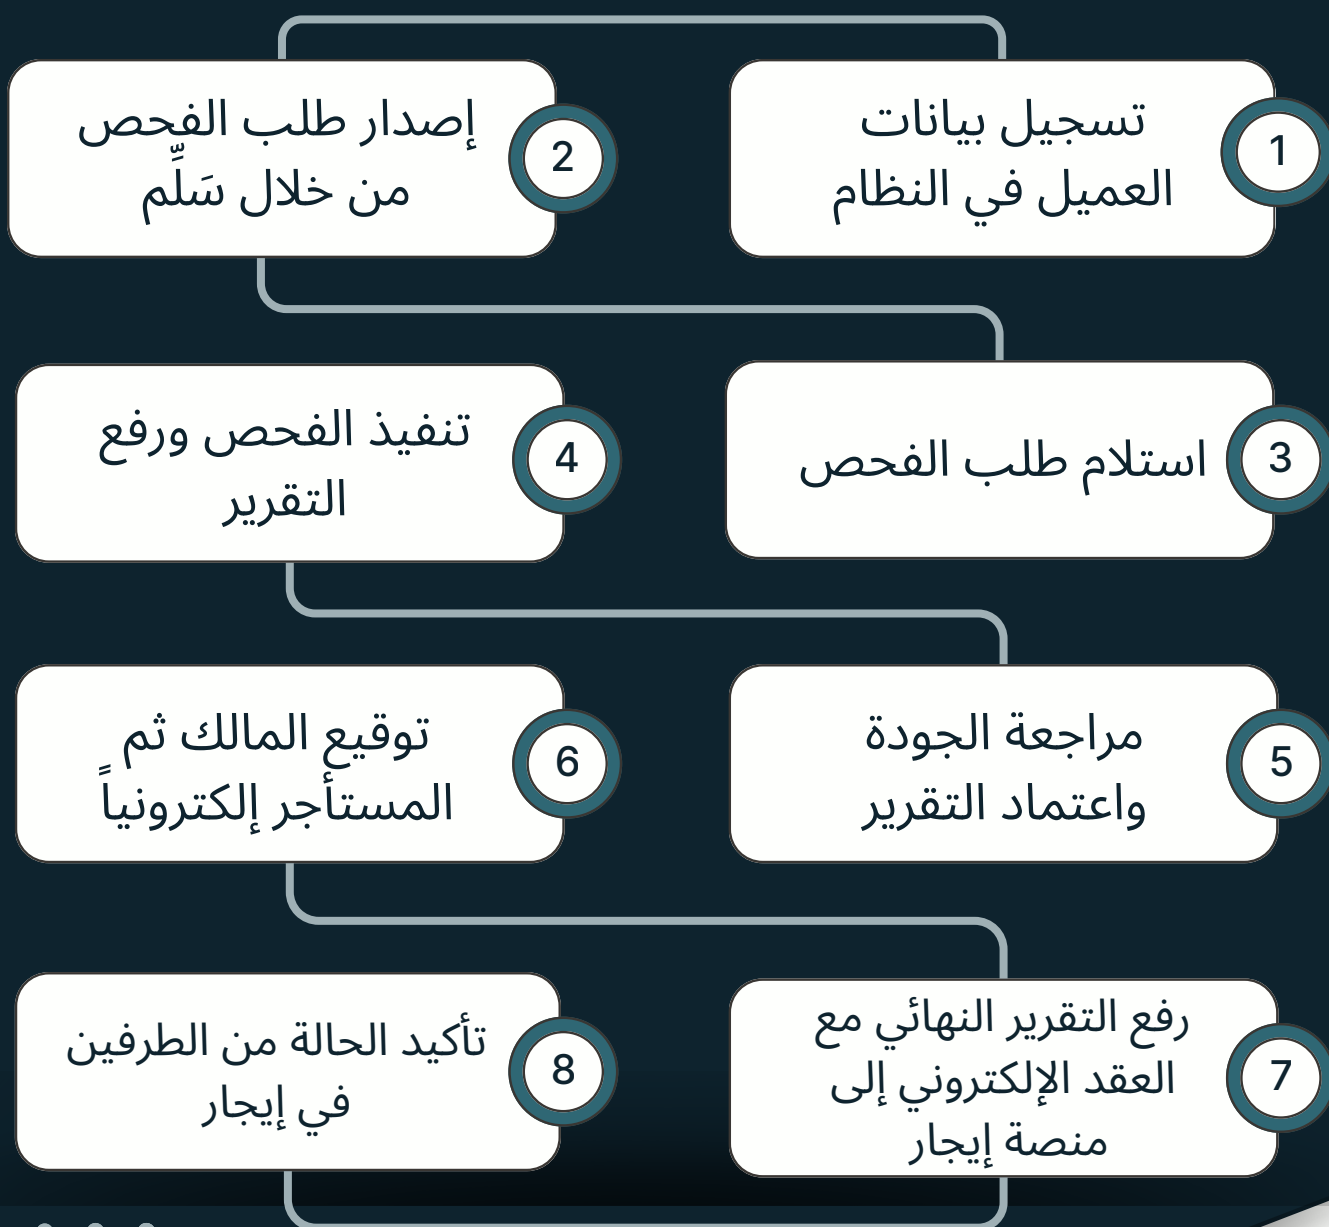 1
تسجيل بيانات
العميل في النظام
2
إصدار طلب الفحص
من خلال سَلِّم
3
استلام طلب الفحص
4
تنفيذ الفحص ورفع
التقرير
5
مراجعة الجودة
واعتماد التقرير
6
توقيع المالك ثم
المستأجر إلكترونياً
7
رفع التقرير النهائي مع
العقد الإلكتروني إلى
منصة إيجار
8
تأكيد الحالة من الطرفين
في إيجار